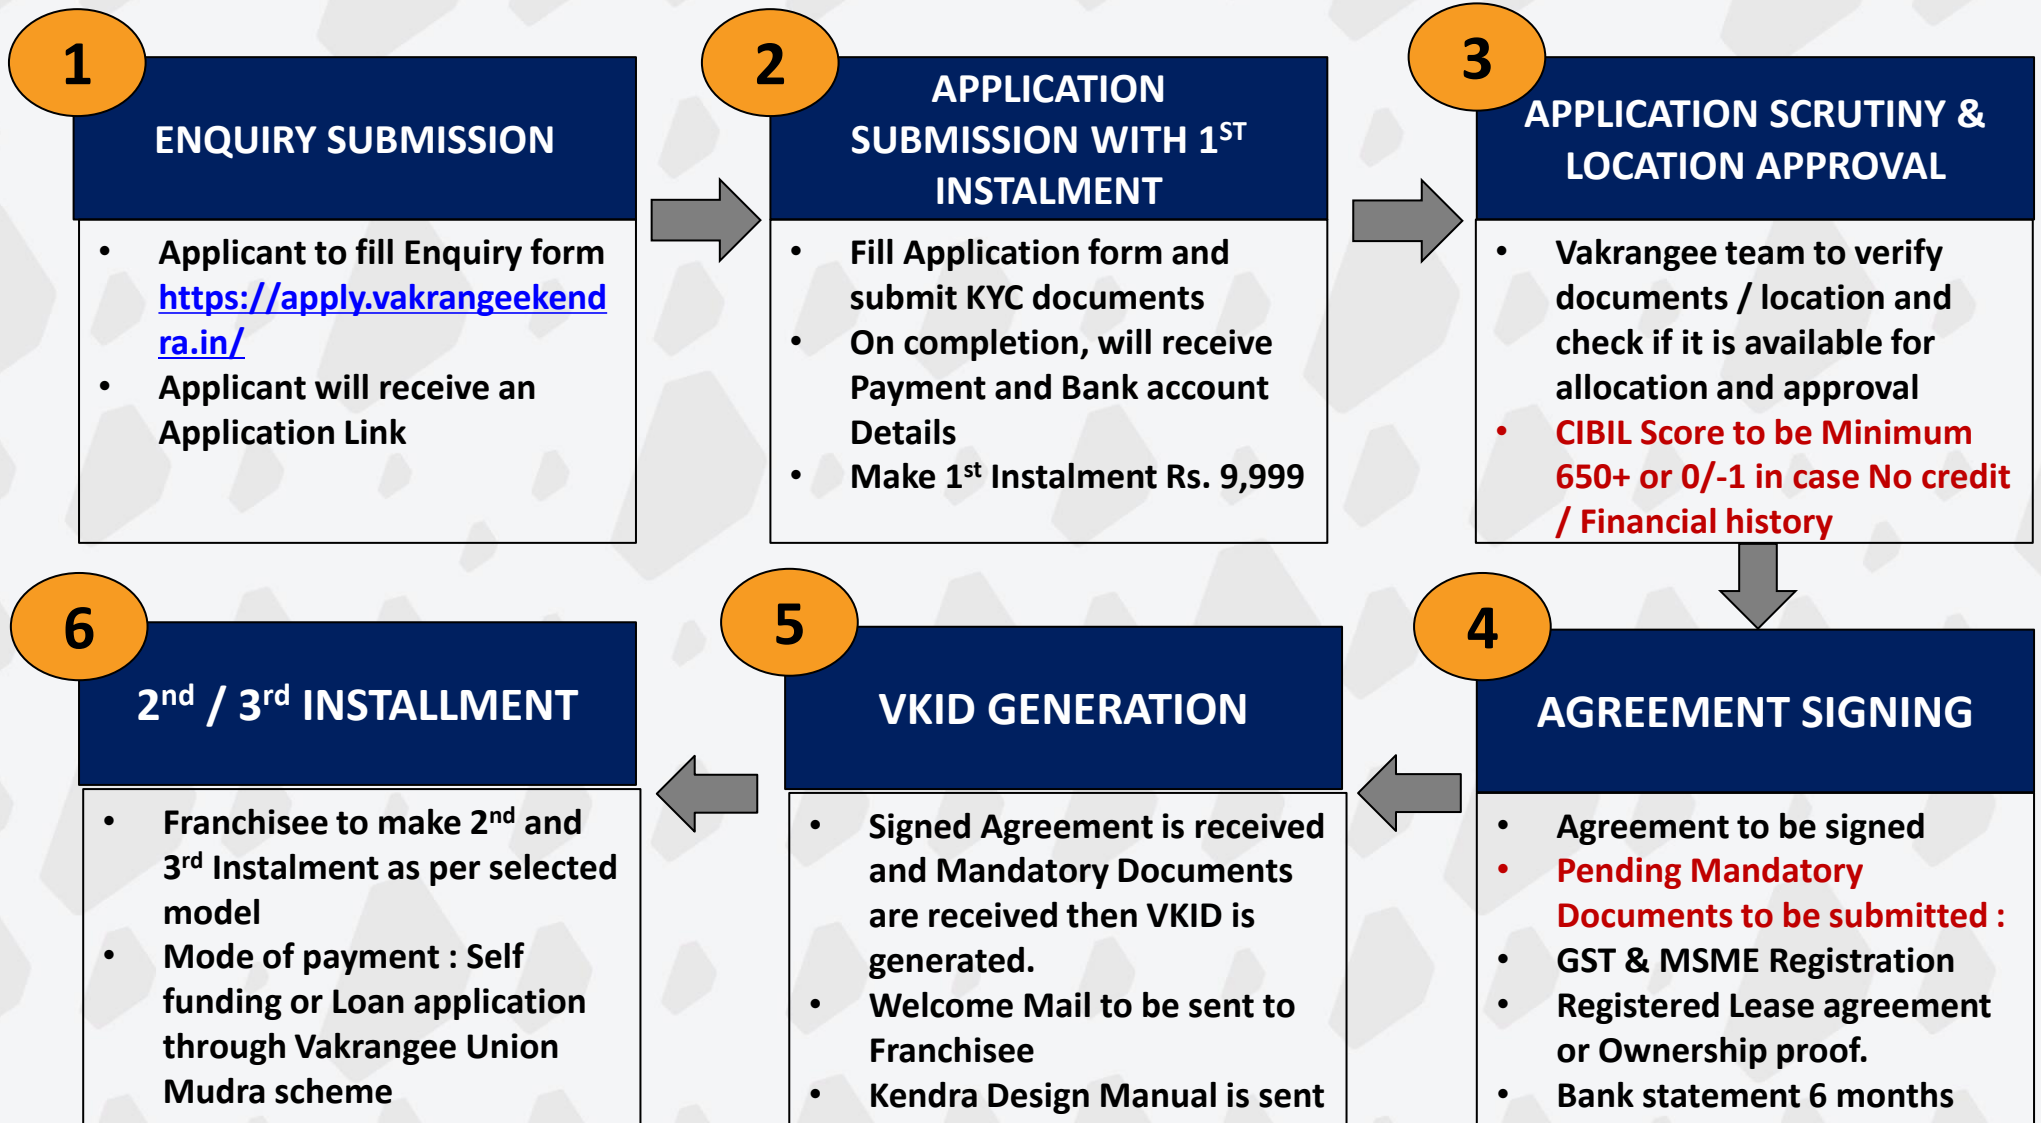 1
ENQUIRY SUBMISSION
• Applicant to fill Enquiry form
https://apply.vakrangeekend
ra.in/
• Applicant will receive an
Application Link
2
APPLICATION
SUBMISSION WITH 1ST
INSTALMENT
• Fill Application form and
submit KYC documents
• On completion, will receive
Payment and Bank account
Details
• Make 1st Instalment Rs. 9,999
3
APPLICATION SCRUTINY &
LOCATION APPROVAL
• Vakrangee team to verify
documents / location and
check if it is available for
allocation and approval
• CIBIL Score to be Minimum
650+ or 0/-1 in case No credit
/ Financial history
4
AGREEMENT SIGNING
• Agreement to be signed
• Pending Mandatory
Documents to be submitted :
• GST & MSME Registration
• Registered Lease agreement
or Ownership proof.
• Bank statement 6 months
5
VKID GENERATION
• Signed Agreement is received
and Mandatory Documents
are received then VKID is
generated.
• Welcome Mail to be sent to
Franchisee
• Kendra Design Manual is sent
6
2nd / 3rd INSTALLMENT
• Franchisee to make 2nd and
3rd Instalment as per selected
model
• Mode of payment : Self
funding or Loan application
through Vakrangee Union
Mudra scheme